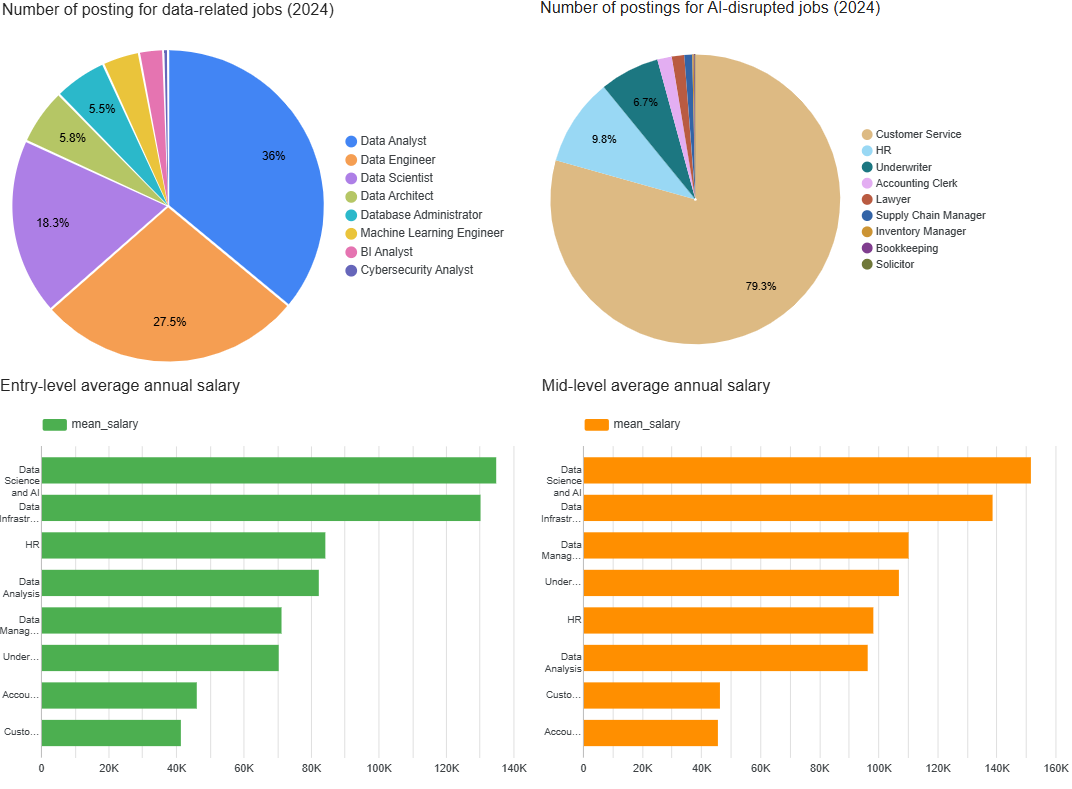 Number of posting for data-related jobs (2024)
36%
27.5%
18.3%
5.8%
5.5%
Data Analyst
Data Engineer
Data Scientist
Data Architect
Database Administrator
Machine Learning Engineer
BI Analyst
Cybersecurity Analyst
Number of postings for AI-disrupted jobs (2024)
79.3%
9.8%
6.7%
Customer Service
HR
Underwriter
Accounting Clerk
Lawyer
Supply Chain Manager
Inventory Manager
Bookkeeping
Solicitor
Entry-level average annual salary
mean_salary
Data
Science
and AI
Data
Infrastr...
HR
Data
Analysis
Data
Manag...
Under...
Accou...
Custo...
0
20K
40K
60K
80K
100K
120K
140K
Mid-level average annual salary
mean_salary
Data
Science
and AI
Data
Infrastr...
Data
Manag...
Under...
HR
Data
Analysis
Custo...
Accou...
0
20K
40K
60K
80K
100K
120K
140K
160K